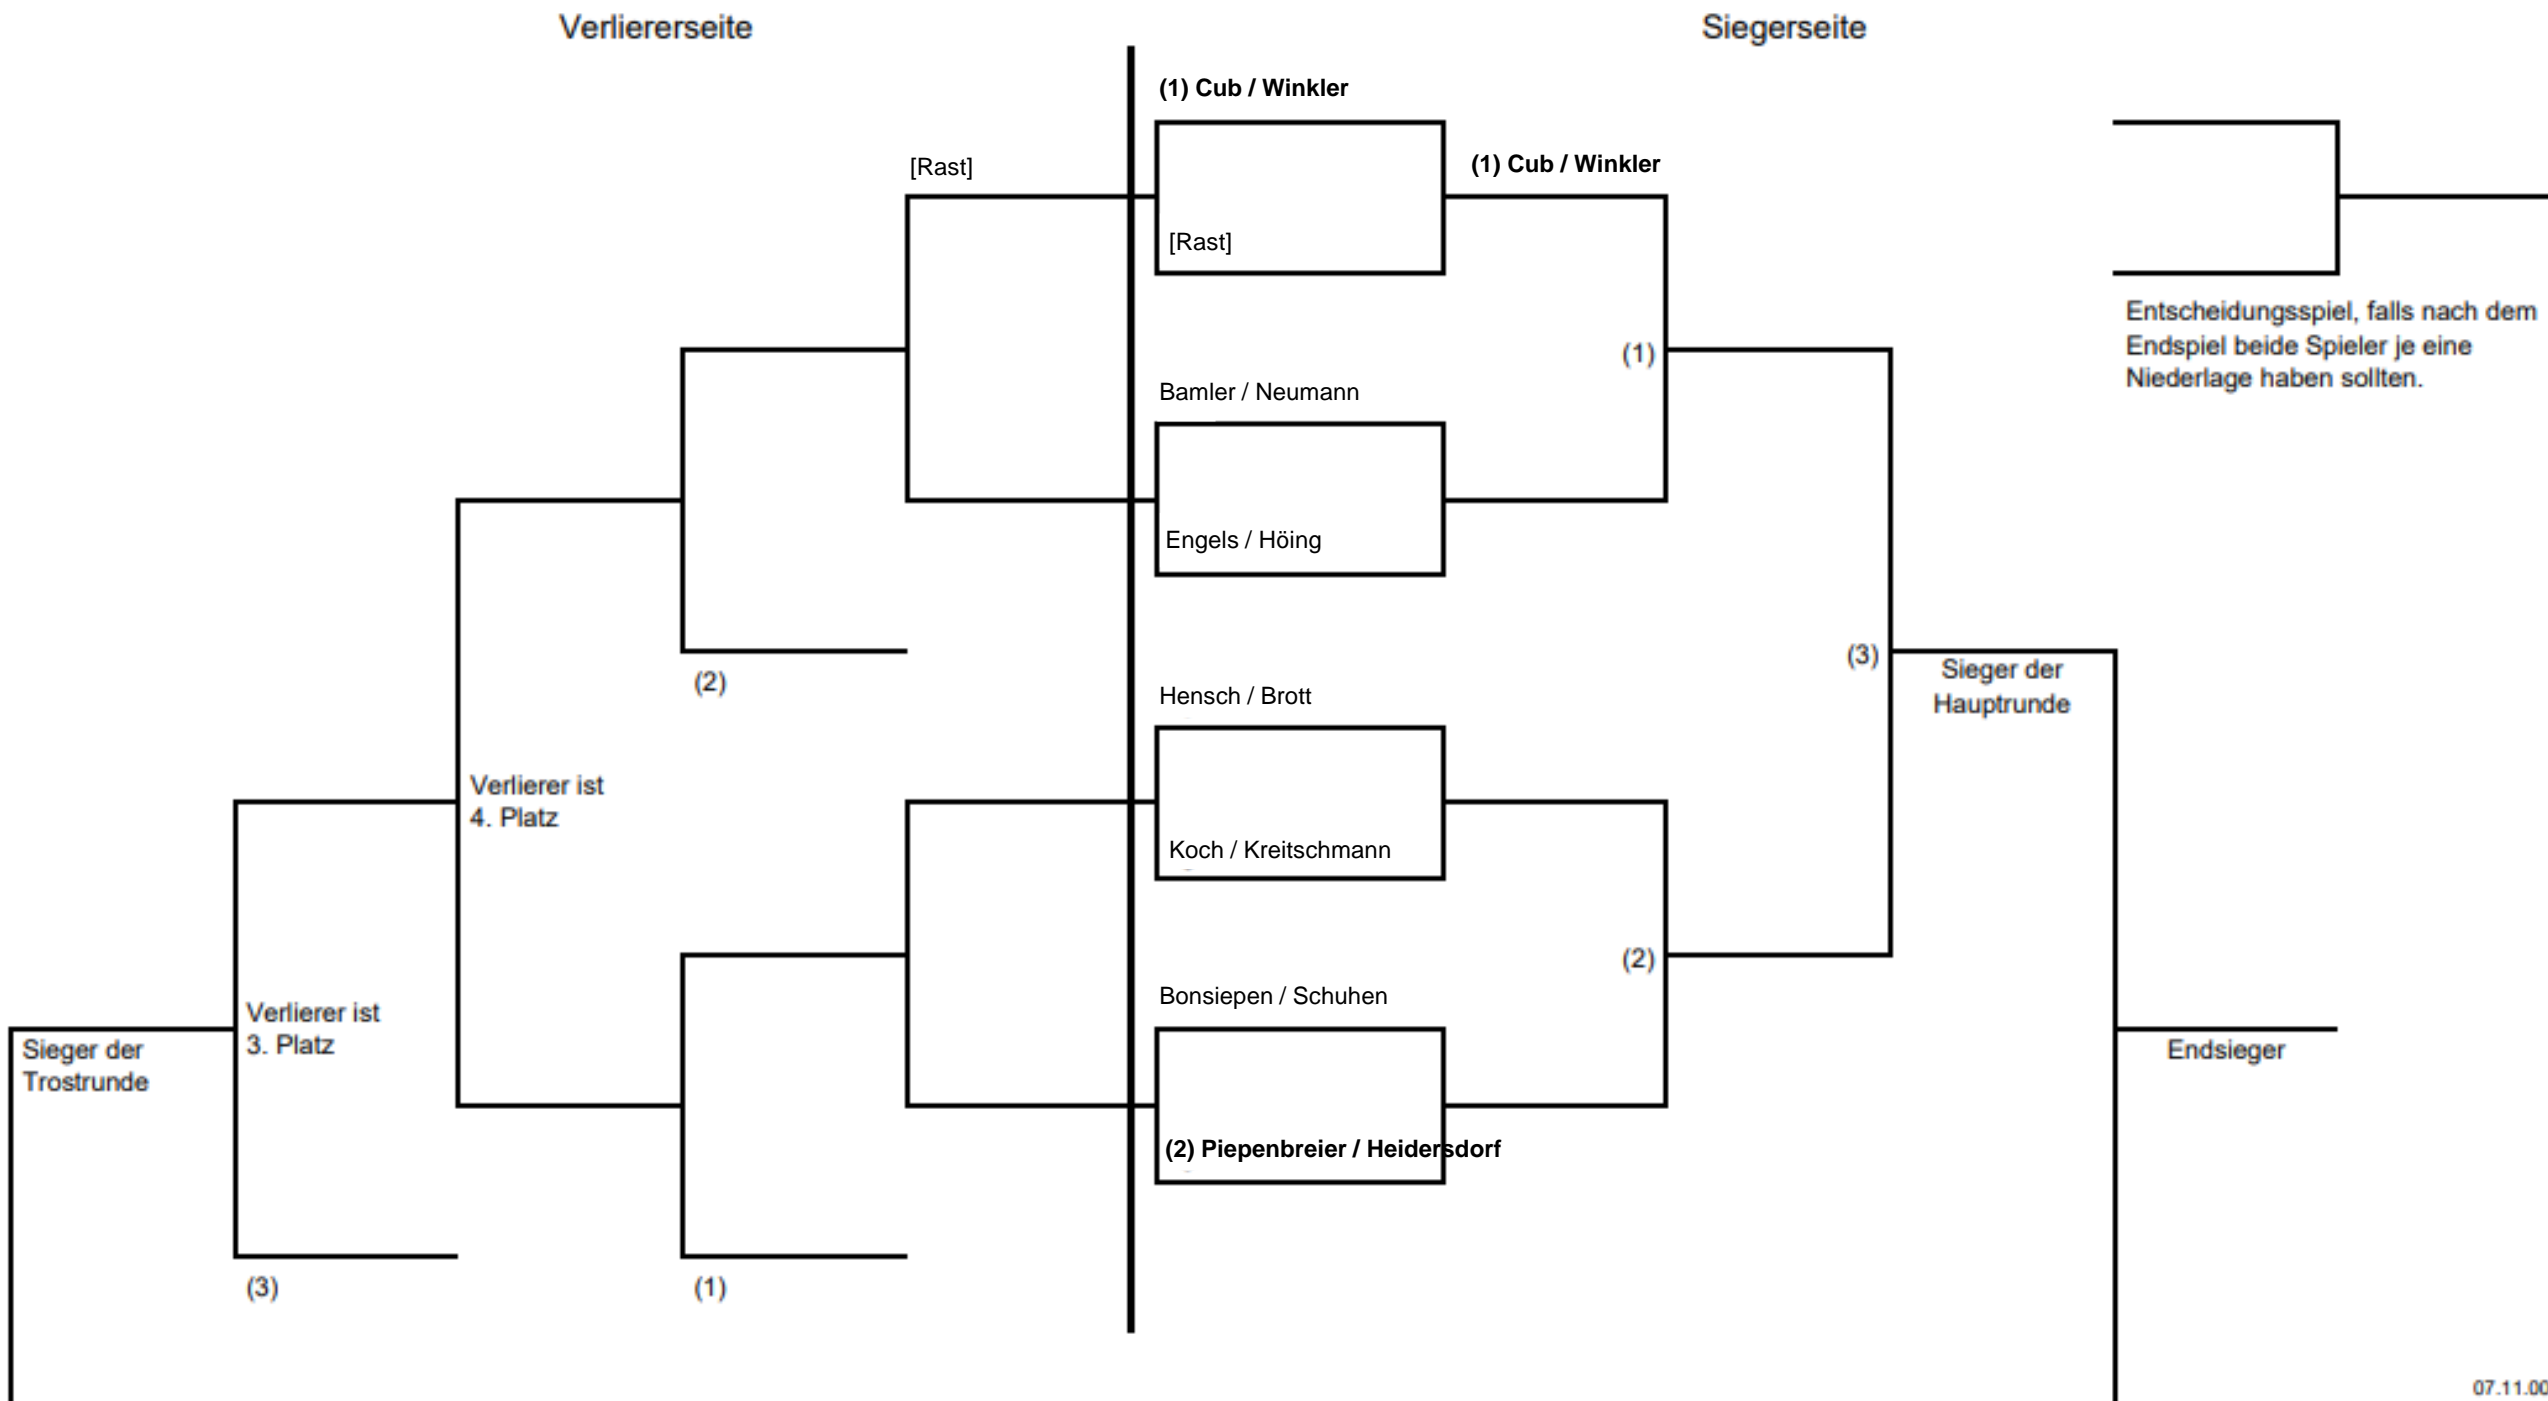 Verliererseite
Siegerseite
(1) Cub / Winkler
[Rast]
(1) Cub / Winkler
[Rast]
Entscheidungsspiel, falls nach dem
Endspiel beide Spieler je eine
Niederlage haben sollten.
(1)
Bamler / Neumann
Engels / Höing
(2)
(3)
Sieger der
Hauptrunde
Hensch / Brott
Verlierer ist
4. Platz
Koch / Kreitschmann
(2)
Bonsiepen / Schuhen
Verlierer ist
3. Platz
Sieger der
Trostrunde
Endsieger
(2) Piepenbreier / Heidersdorf
(3)
(1)
07.11.00